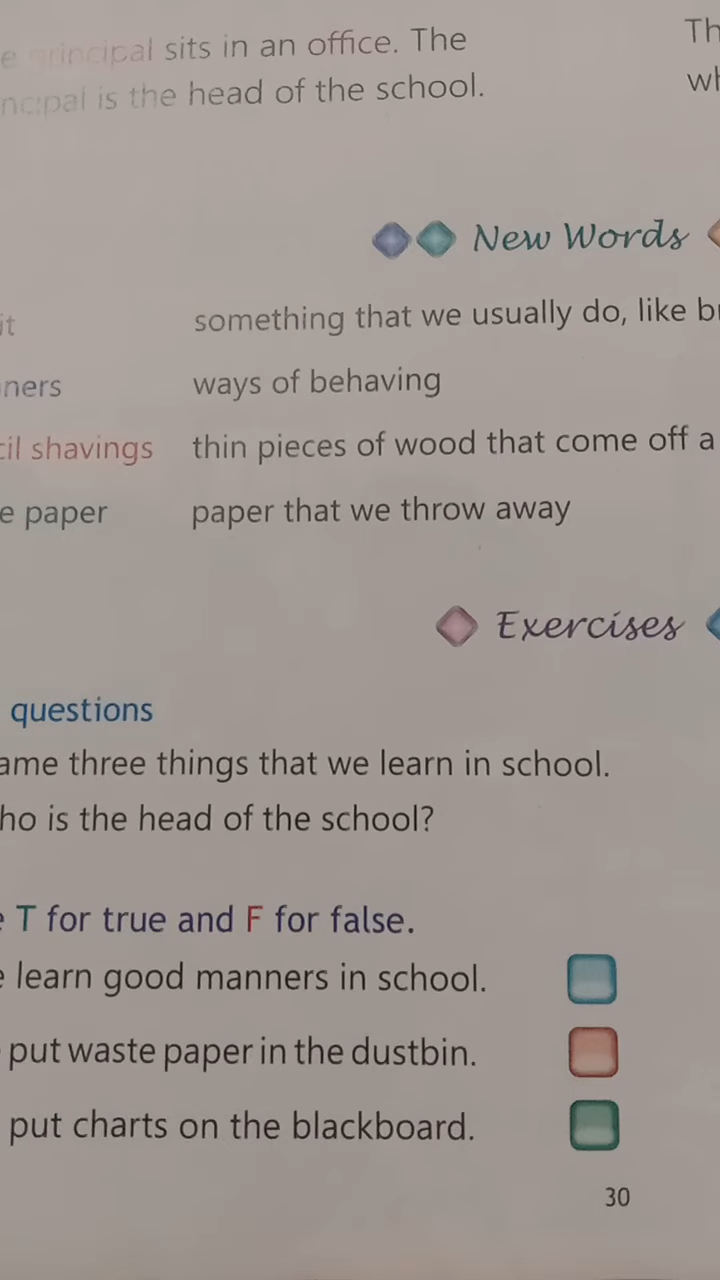 principal sits in an office. The
is the head of the school.
Th
wh
New Words
something that we usually do, like
ways of behaving
shavings thin pieces of wood that come off a
paper paper that we throw away
Exercises
questions
three things that we learn in school.
is the head of the school?
T for true and F for false.
learn good manners in school.
put waste paper in the dustbin.
put charts on the blackboard.
30